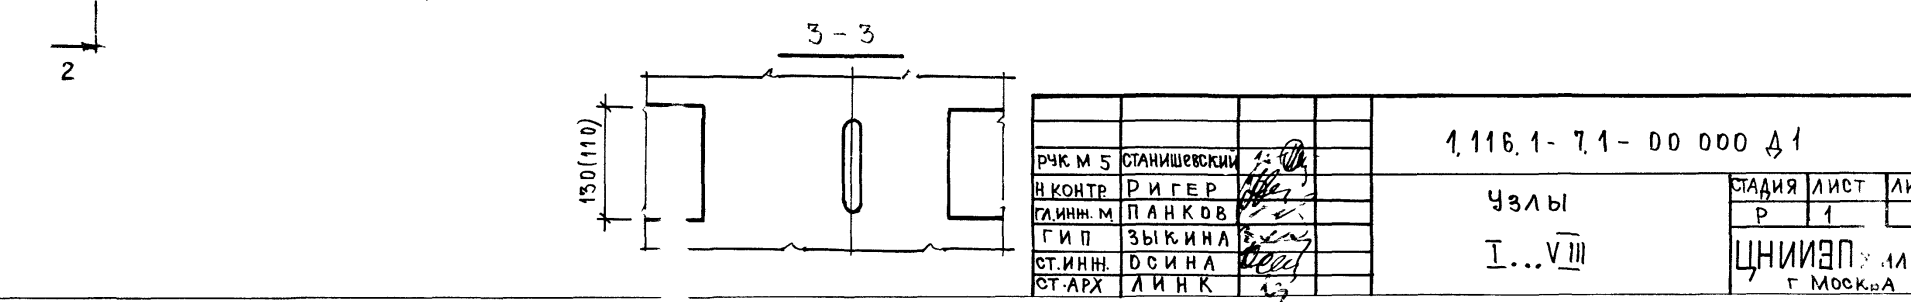 2
3 - 3
130(110)
1.116.1 - 7.1 - 00 000 Д1
РУК М 5 СТАНИШЕВСКИЙ
Н КОНТР. РИГЕР
ГЛ.ИНЖ. М ПАНКОВ
ГИП ЗЫКИНА
СТ.ИНЖ. ОСИНА
СТ.АРХ ЛИНК
УЗЛЫ
I...VIII
СТАДИЯ ЛИСТ
Р 1
ЦНИИЭП
г МОСКВА